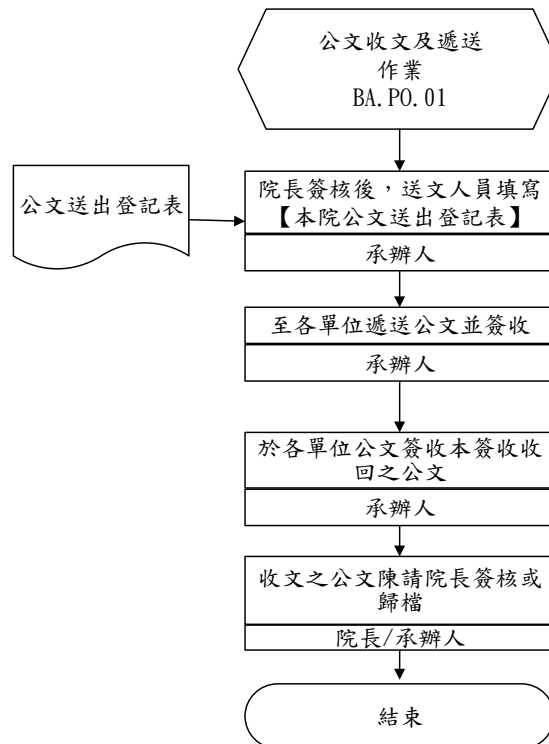 公文收文及遞送
作業
BA.PO.01
公文送出登記表
院長簽核後，送文人員填寫
【本院公文送出登記表】
承辦人
至各單位遞送公文並簽收
承辦人
於各單位公文簽收本簽收收
回之公文
承辦人
收文之公文陳請院長簽核或
歸檔
院長/承辦人
結束